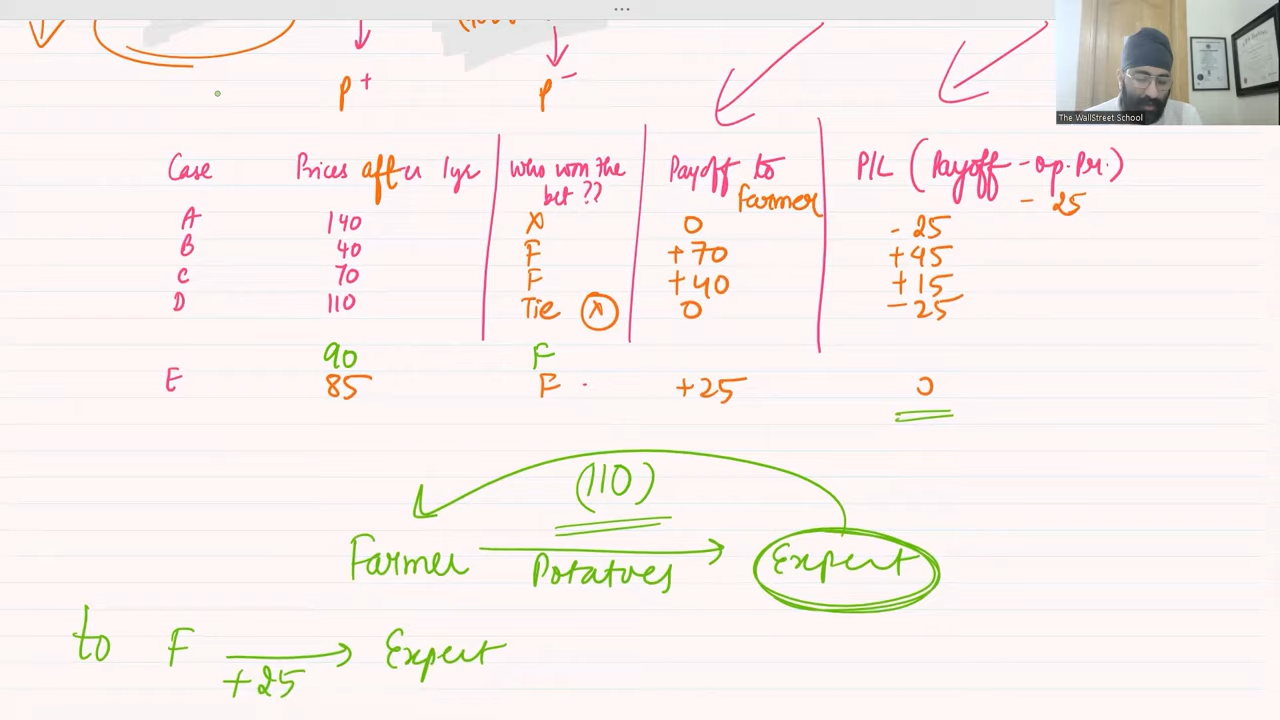 P+ P-
The WallStreet School
Case Prices after 1yr Who won the bet ?? Payoff to Farmer P/L (Payoff - op. Pr.)
- 25
A 140 X 0 - 25
B 40 F +70 +45
C 70 F +40 +15
D 110 Tie X 0 - 25
90 F
E 85 F +25 0
(110)
Farmer Potatoes Expert
to F Expert
+25